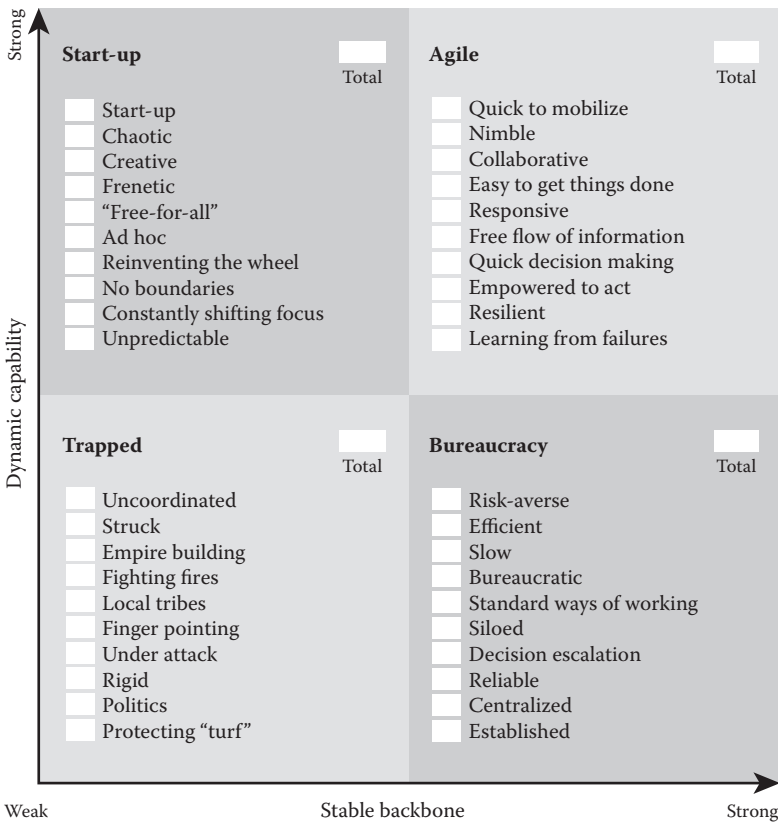 Strong
Start-up
Total
Start-up
Chaotic
Creative
Frenetic
“Free-for-all”
Ad hoc
Reinventing the wheel
No boundaries
Constantly shifting focus
Unpredictable
Agile
Total
Quick to mobilize
Nimble
Collaborative
Easy to get things done
Responsive
Free flow of information
Quick decision making
Empowered to act
Resilient
Learning from failures
Dynamic capability
Trapped
Total
Uncoordinated
Struck
Empire building
Fighting fires
Local tribes
Finger pointing
Under attack
Rigid
Politics
Protecting “turf”
Bureaucracy
Total
Risk-averse
Efficient
Slow
Bureaucratic
Standard ways of working
Siloed
Decision escalation
Reliable
Centralized
Established
Weak
Stable backbone
Strong